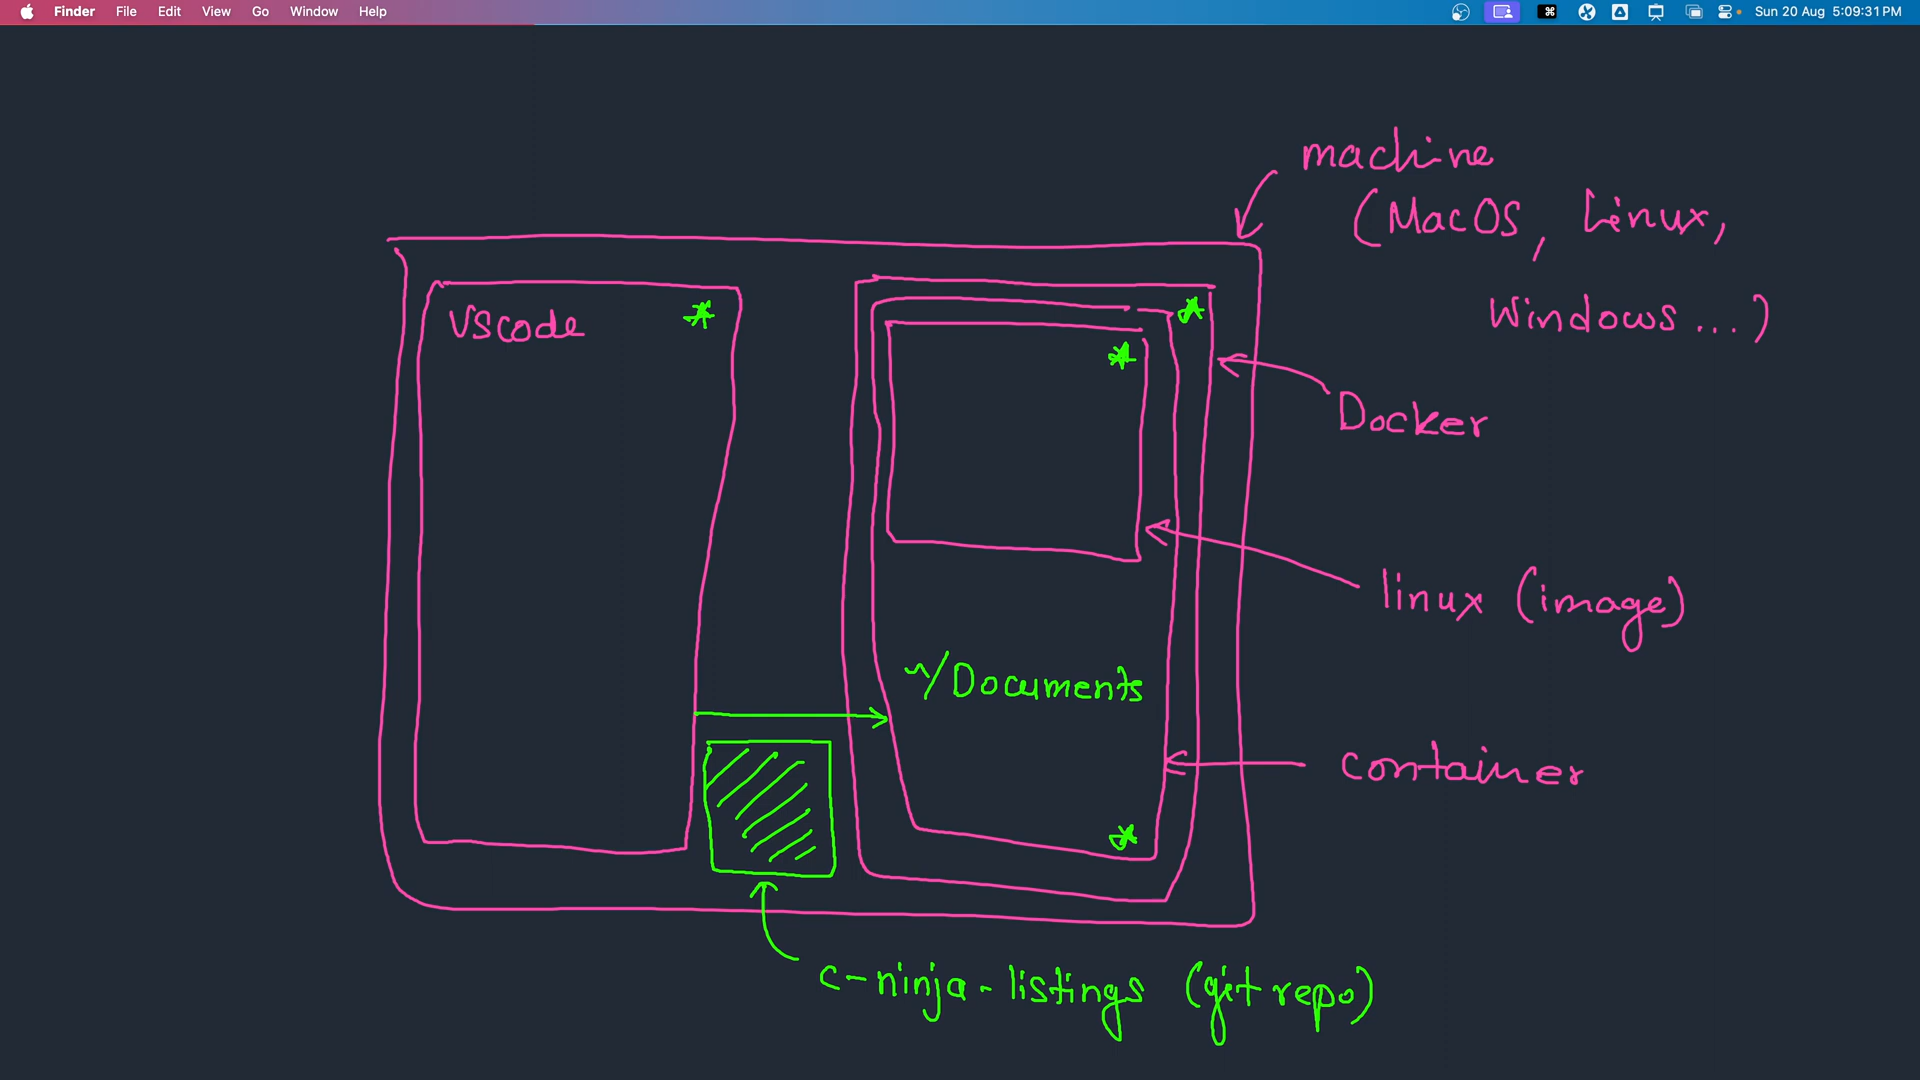 Finder File Edit View Go Window Help
Sun 20 Aug 5:09:31 PM
machine
(MacOS, Linux,
Windows...)
Vscode
Docker
linux (image)
~/Documents
container
c-ninja-listings (git repo)